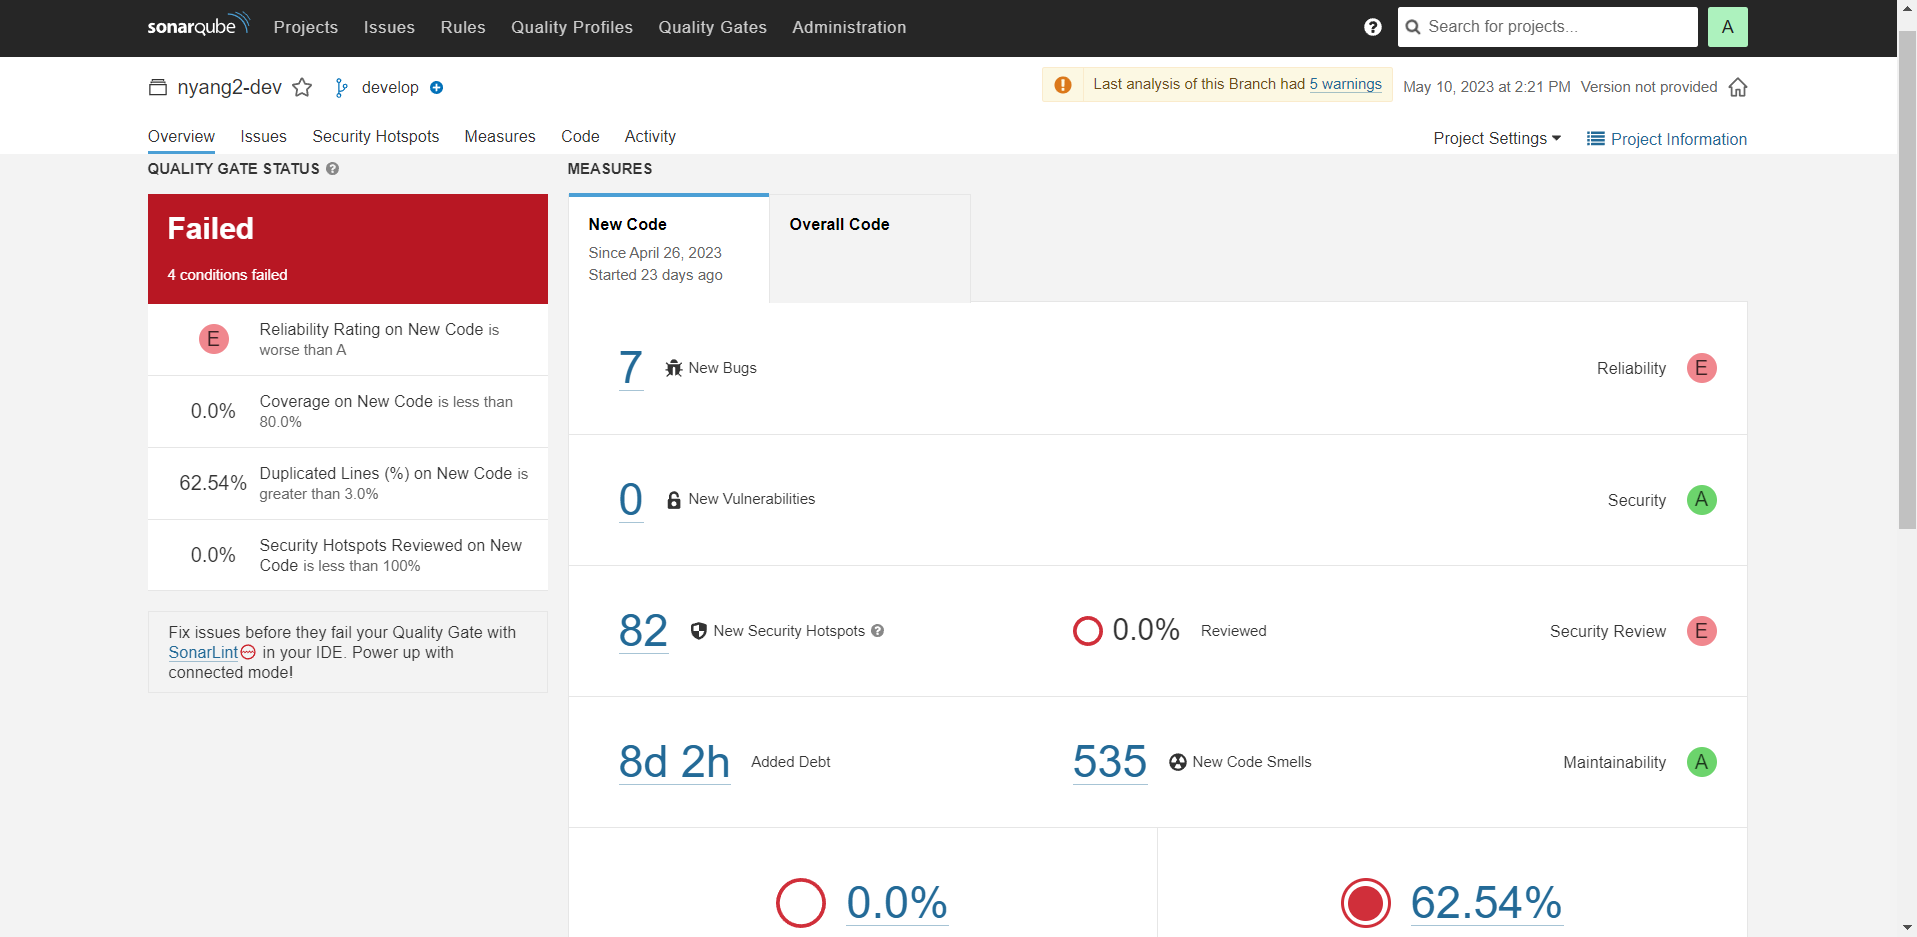 sonarqube Projects Issues Rules Quality Profiles Quality Gates Administration ? Search for projects... A
nyang2-dev develop Last analysis of this Branch had 5 warnings May 10, 2023 at 2:21 PM Version not provided
Overview Issues Security Hotspots Measures Code Activity Project Settings Project Information
QUALITY GATE STATUS ?
Failed
4 conditions failed
E Reliability Rating on New Code is
worse than A
0.0% Coverage on New Code is less than
80.0%
62.54% Duplicated Lines (%) on New Code is
greater than 3.0%
0.0% Security Hotspots Reviewed on New
Code is less than 100%
Fix issues before they fail your Quality Gate with
SonarLint in your IDE. Power up with
connected mode!
MEASURES
New Code
Since April 26, 2023
Started 23 days ago
Overall Code
7 New Bugs Reliability E
0 New Vulnerabilities Security A
82 New Security Hotspots ? 0.0% Reviewed Security Review E
8d 2h Added Debt 535 New Code Smells Maintainability A
0.0% 62.54%